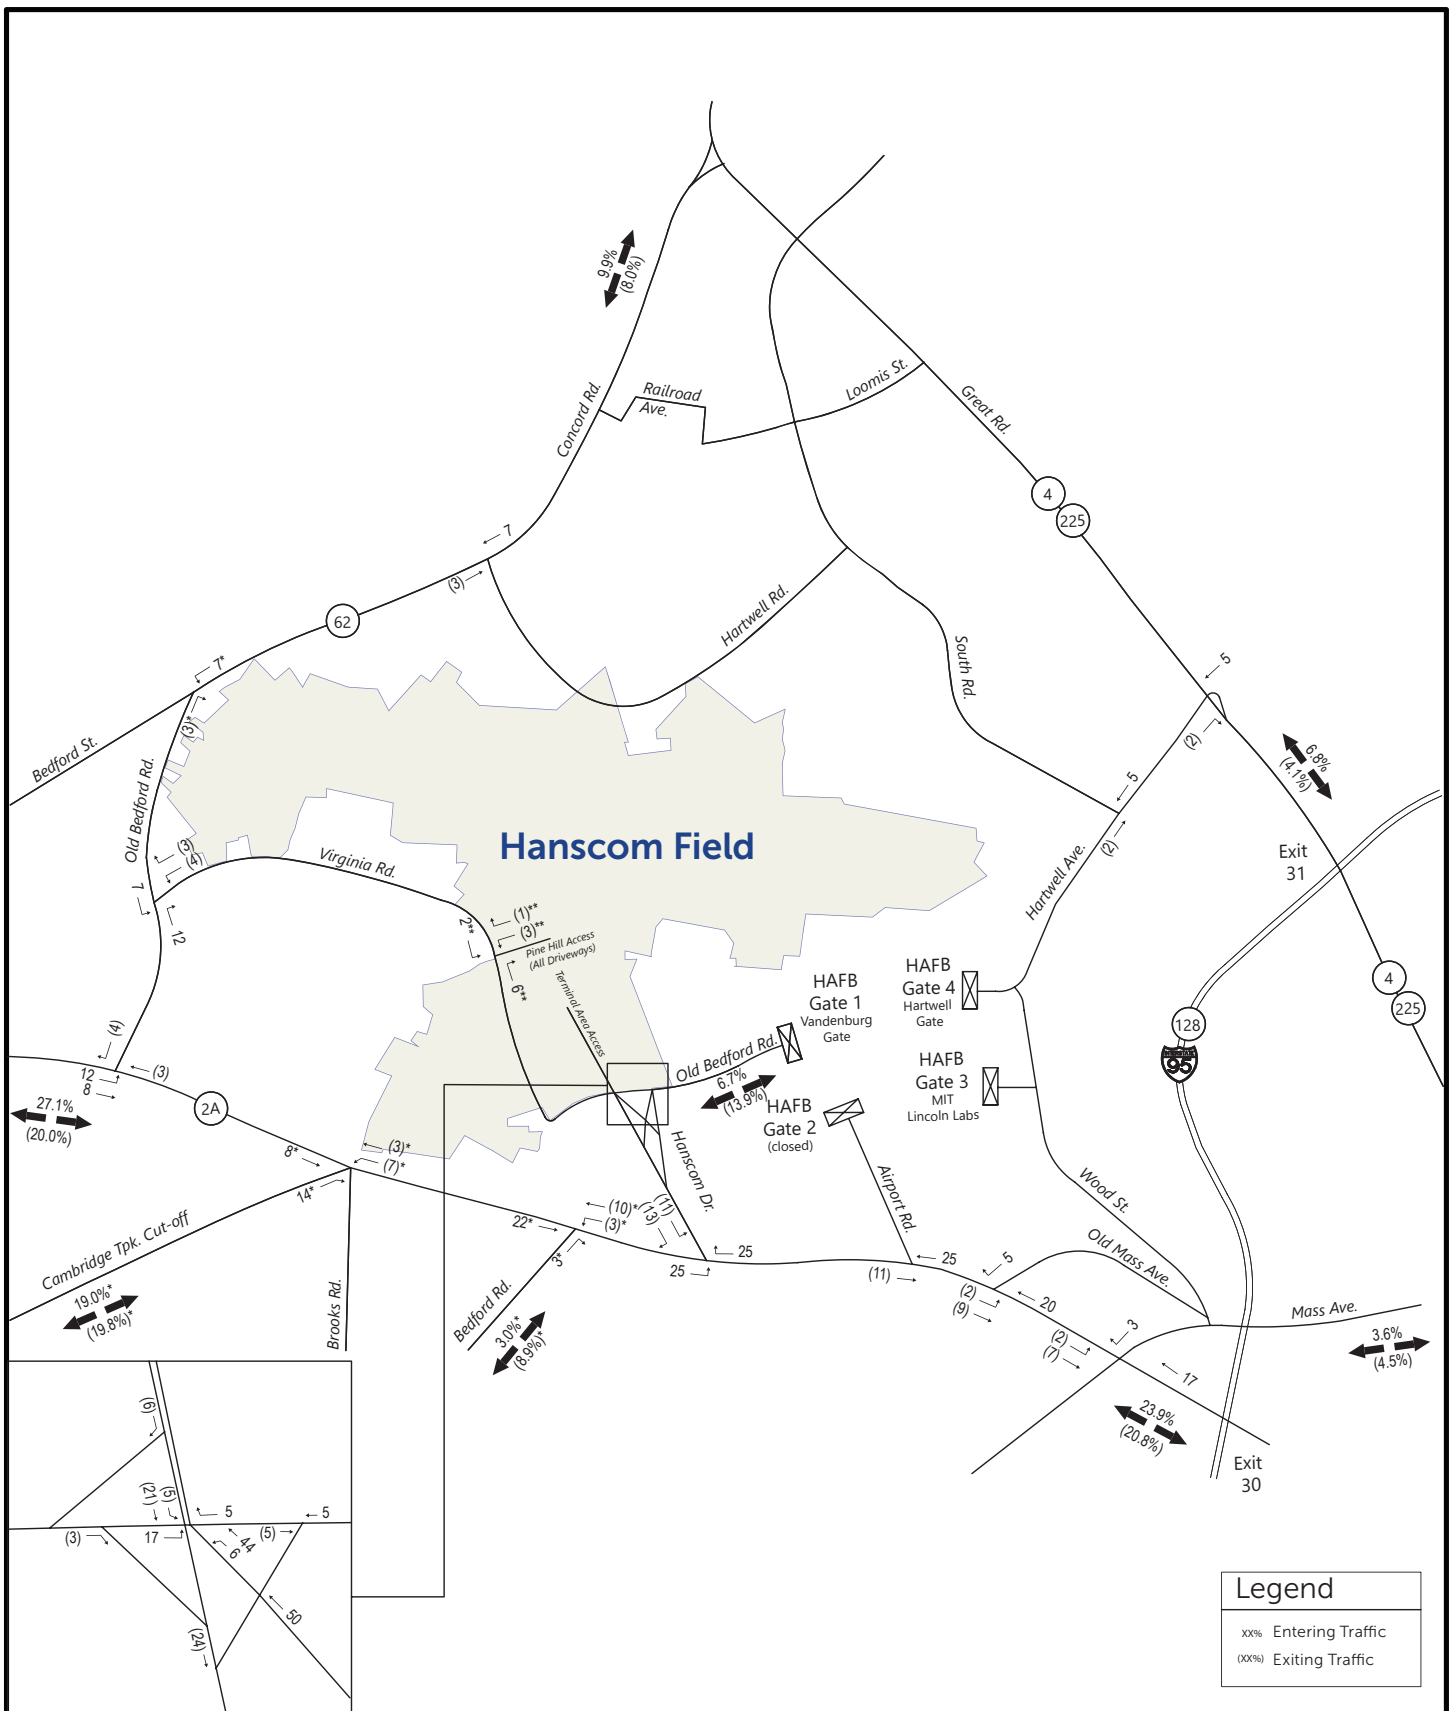 9.9%
(8.0%)
Concord Rd.
Railroad
Ave.
Loomis St.
Great Rd.
4
225
7
(3)
62
Hartwell Rd.
South Rd.
7*
(3)*
Bedford St.
Old Bedford Rd.
5
(2)
6.8%
(4.1%)
5
(2)
Hartwell Ave.
Exit
31
Hanscom Field
Virginia Rd.
(3)
(4)
7
12
2**
(1)**
(3)**
Pine Hill Access
(All Driveways)
6**
Terminal Area Access
HAFB
Gate 1
Vandenburg
Gate
HAFB
Gate 4
Hartwell
Gate
4
225
128
INTERSTATE
95
HAFB
Gate 3
MIT
Lincoln Labs
Old Bedford Rd.
6.7%
(13.9%)
HAFB
Gate 2
(closed)
(4)
(3)
12
8
27.1%
(20.0%)
2A
8*
(3)*
(7)*
14*
Cambridge Tpk. Cut-off
19.0%*
(19.8%)*
Brooks Rd.
22*
(10)*
(3)*
3*
Bedford Rd.
3.0%*
(8.9%)*
Hanscom Dr.
(11)
(13)
25
25
Airport Rd.
(11)
25
5
(2)
(9)
20
Wood St.
Old Mass Ave.
Mass Ave.
3.6%
(4.5%)
3
(2)
(7)
17
23.9%
(20.8%)
Exit
30
(6)
(21)
(5)
5
5
(3)
17
44
6
(5)
50
(24)
Legend
XX% Entering Traffic
(XX%) Exiting Traffic